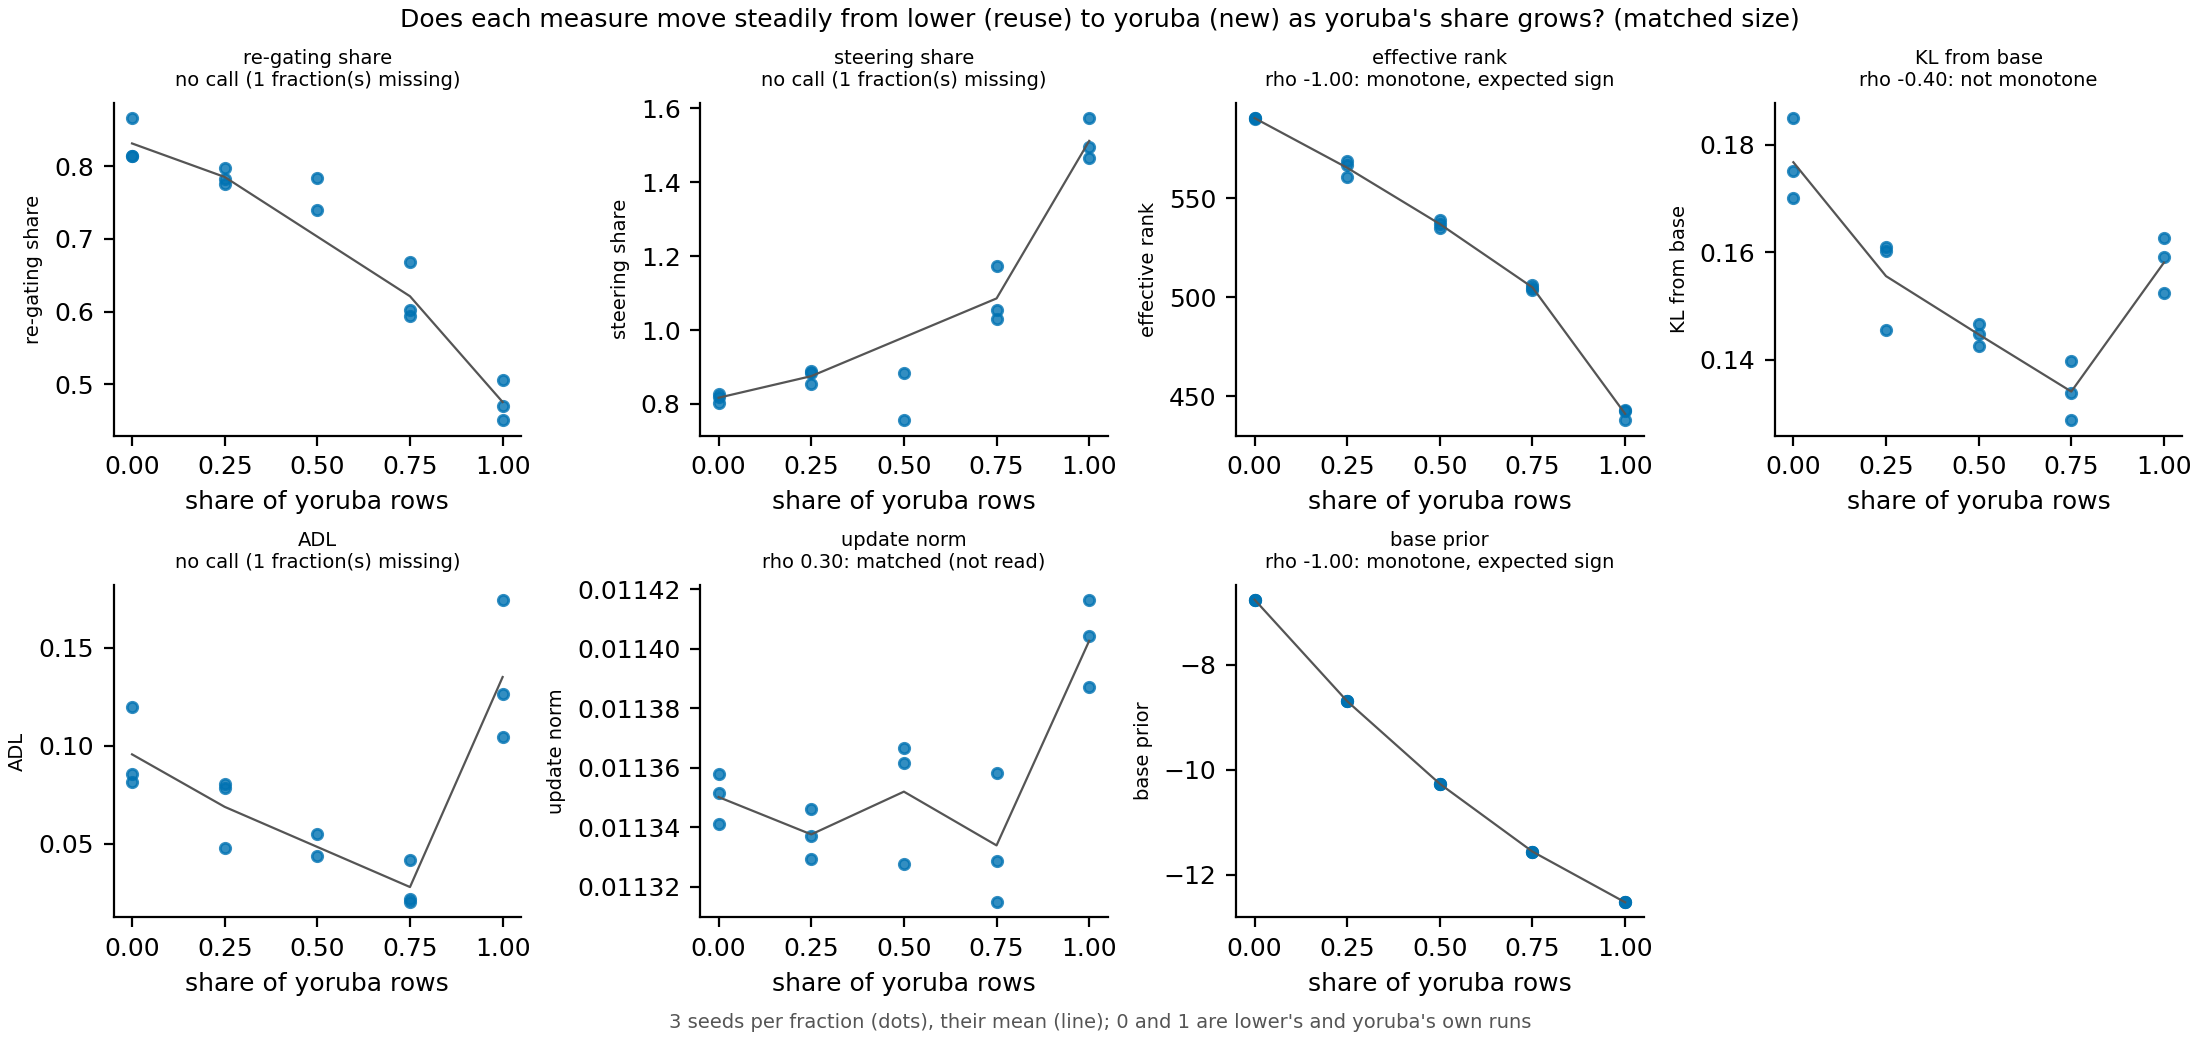 Does each measure move steadily from lower (reuse) to yoruba (new) as yoruba's share grows? (matched size)
re-gating share
no call (1 fraction(s) missing)
re-gating share
0.8
0.7
0.6
0.5
0.00 0.25 0.50 0.75 1.00
share of yoruba rows
steering share
no call (1 fraction(s) missing)
steering share
1.6
1.4
1.2
1.0
0.8
0.00 0.25 0.50 0.75 1.00
share of yoruba rows
effective rank
rho -1.00: monotone, expected sign
effective rank
550
500
450
0.00 0.25 0.50 0.75 1.00
share of yoruba rows
KL from base
rho -0.40: not monotone
KL from base
0.18
0.16
0.14
0.00 0.25 0.50 0.75 1.00
share of yoruba rows
ADL
no call (1 fraction(s) missing)
ADL
0.15
0.10
0.05
0.00 0.25 0.50 0.75 1.00
share of yoruba rows
update norm
rho 0.30: matched (not read)
update norm
0.01142
0.01140
0.01138
0.01136
0.01134
0.01132
0.00 0.25 0.50 0.75 1.00
share of yoruba rows
base prior
rho -1.00: monotone, expected sign
base prior
−8
−10
−12
0.00 0.25 0.50 0.75 1.00
share of yoruba rows
3 seeds per fraction (dots), their mean (line); 0 and 1 are lower's and yoruba's own runs